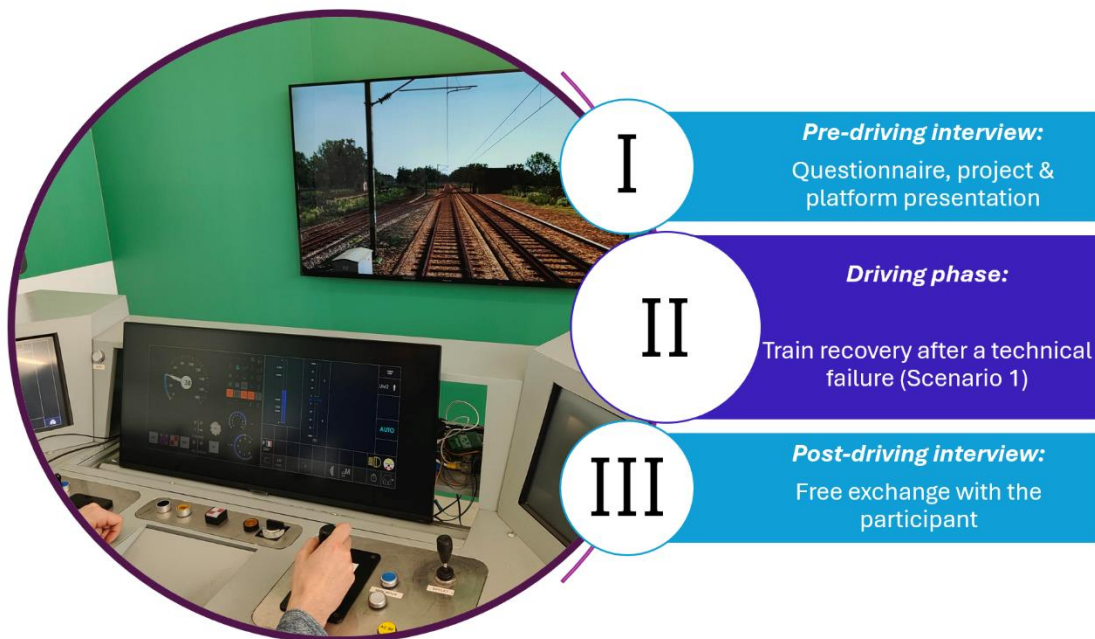 I
Pre-driving interview:
Questionnaire, project &
platform presentation
II
Driving phase:
Train recovery after a technical
failure (Scenario 1)
III
Post-driving interview:
Free exchange with the
participant
AUTO